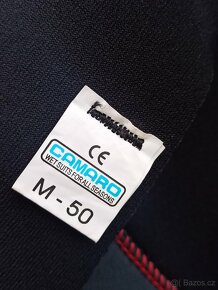 CE
CAMARO
WET SUITS FOR ALL SEASONS
M - 50
Bazos.cz